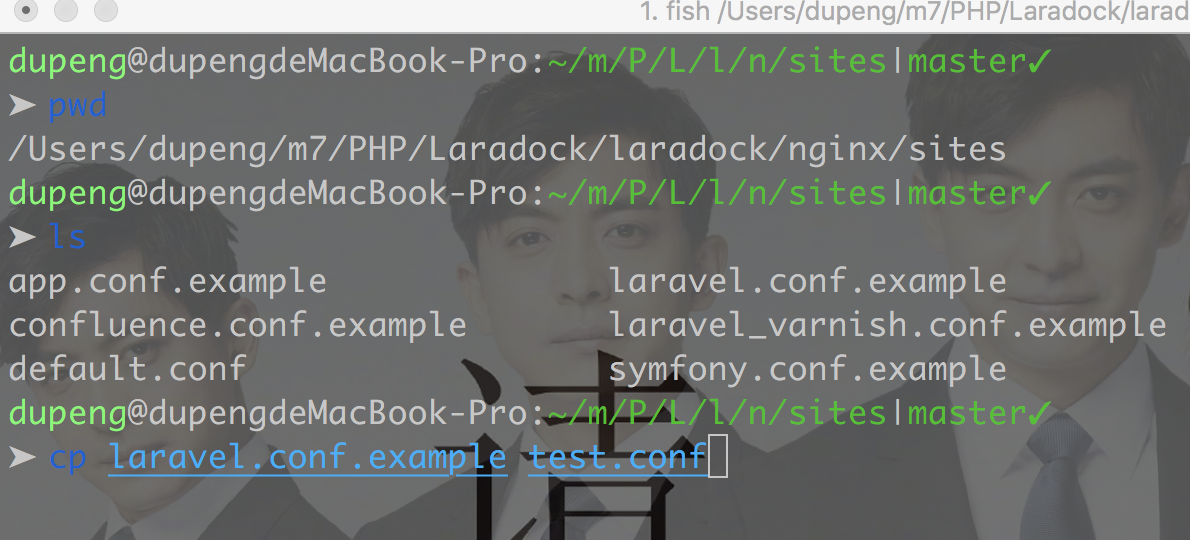 1. fish /Users/dupeng/m7/PHP/Laradock/larad
dupeng@dupengdeMacBook-Pro:~/m/P/L/l/n/sites|master✓
➤ pwd
/Users/dupeng/m7/PHP/Laradock/laradock/nginx/sites
dupeng@dupengdeMacBook-Pro:~/m/P/L/l/n/sites|master✓
➤ ls
app.conf.example laravel.conf.example
confluence.conf.example laravel_varnish.conf.example
default.conf symfony.conf.example
dupeng@dupengdeMacBook-Pro:~/m/P/L/l/n/sites|master✓
➤ cp laravel.conf.example test.conf
请